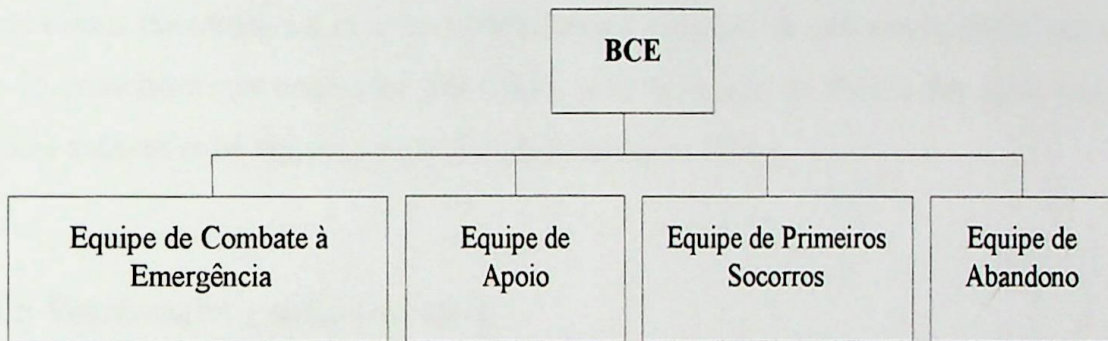 BCE
Equipe de Combate à
Emergência
Equipe de
Apoio
Equipe de Primeiros
Socorros
Equipe de
Abandono